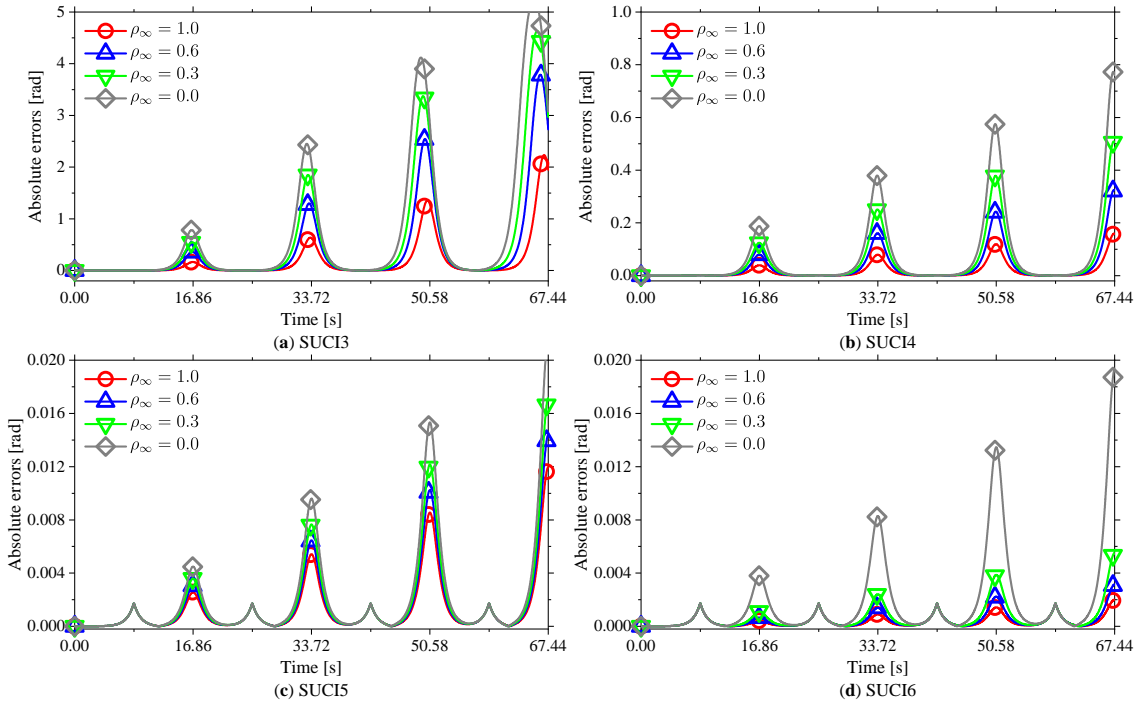 5
4
3
2
1
0
Absolute errors [rad]
ρ∞ = 1.0
ρ∞ = 0.6
ρ∞ = 0.3
ρ∞ = 0.0
0.00 16.86 33.72 50.58 67.44
Time [s]
(a) SUCI3
1.0
0.8
0.6
0.4
0.2
0.0
Absolute errors [rad]
ρ∞ = 1.0
ρ∞ = 0.6
ρ∞ = 0.3
ρ∞ = 0.0
0.00 16.86 33.72 50.58 67.44
Time [s]
(b) SUCI4
0.020
0.016
0.012
0.008
0.004
0.000
Absolute errors [rad]
ρ∞ = 1.0
ρ∞ = 0.6
ρ∞ = 0.3
ρ∞ = 0.0
0.00 16.86 33.72 50.58 67.44
Time [s]
(c) SUCI5
0.020
0.016
0.012
0.008
0.004
0.000
Absolute errors [rad]
ρ∞ = 1.0
ρ∞ = 0.6
ρ∞ = 0.3
ρ∞ = 0.0
0.00 16.86 33.72 50.58 67.44
Time [s]
(d) SUCI6